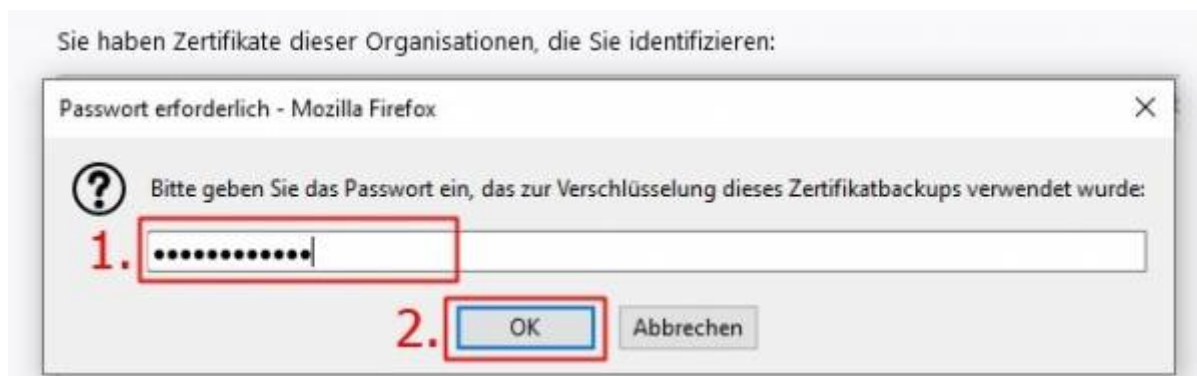 Sie haben Zertifikate dieser Organisationen, die Sie identifizieren:
Passwort erforderlich - Mozilla Firefox
Bitte geben Sie das Passwort ein, das zur Verschlüsselung dieses Zertifikatbackups verwendet wurde:
1. ••••••••••••
2. OK Abbrechen